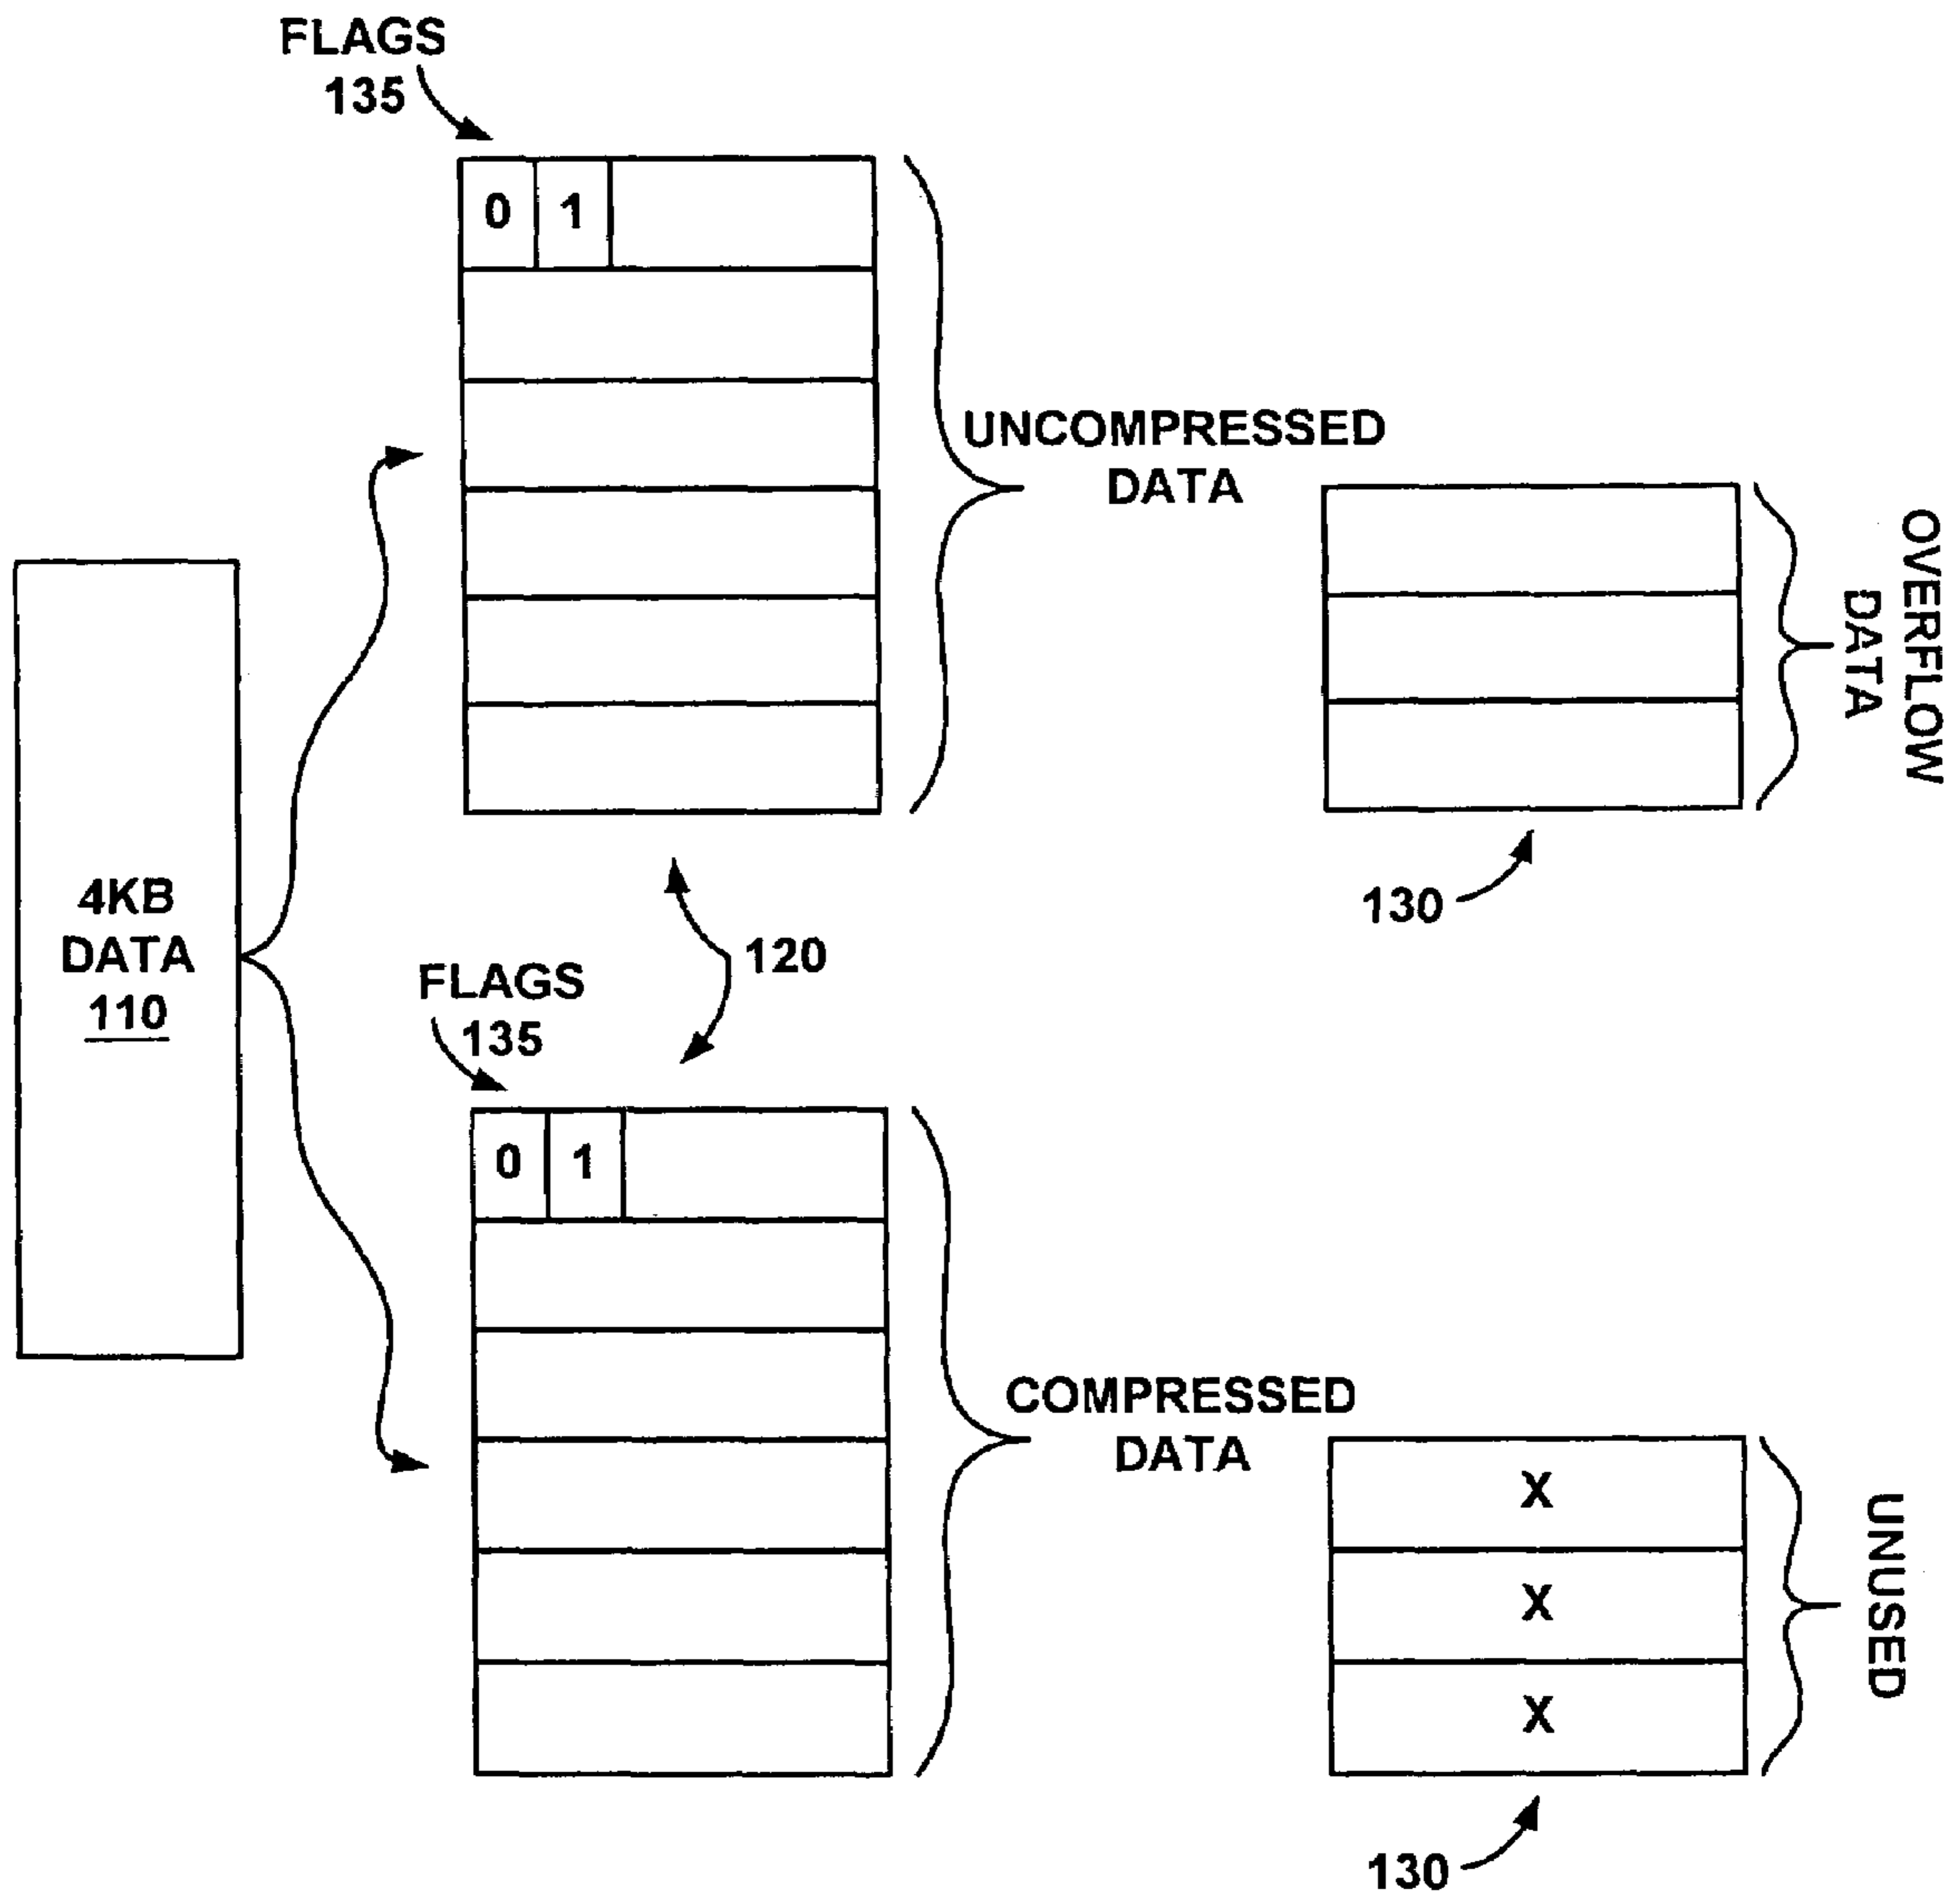 FLAGS
135
0 1
UNCOMPRESSED
DATA
OVERFLOW
DATA
130
4KB
DATA
110
120
FLAGS
135
0 1
COMPRESSED
DATA
X
X
X
UNUSED
130